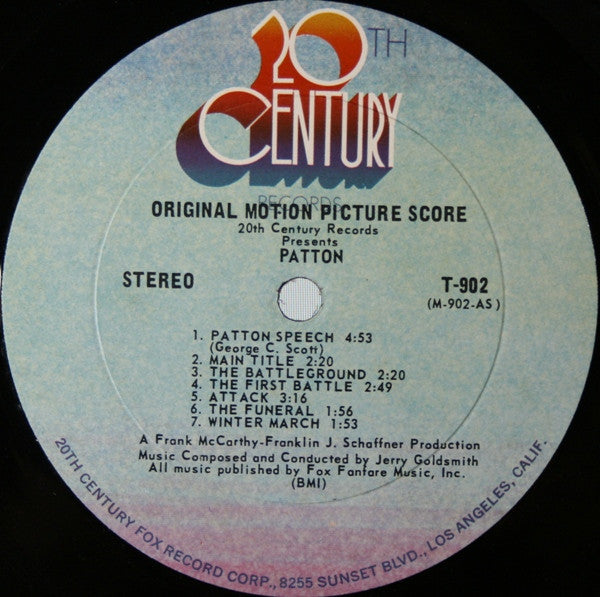 20TH
CENTURY
RECORDS
ORIGINAL MOTION PICTURE SCORE
20th Century Records
Presents
PATTON
STEREO
T-902
(M-902-AS)
1. PATTON SPEECH 4:53
(George C. Scott)
2. MAIN TITLE 2:20
3. THE BATTLEGROUND 2:20
4. THE FIRST BATTLE 2:49
5. ATTACK 3:16
6. THE FUNERAL 1:56
7. WINTER MARCH 1:53
A Frank McCarthy-Franklin J. Schaffner Production
Music Composed and Conducted by Jerry Goldsmith
All music published by Fox Fanfare Music, Inc.
(BMI)
20TH CENTURY FOX RECORD CORP., 8255 SUNSET BLVD., LOS ANGELES, CALIF.